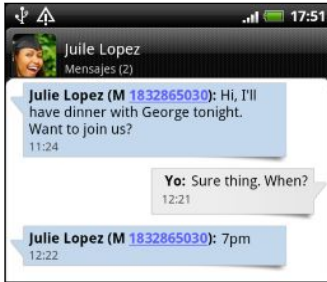 17:51
Juile Lopez
Mensajes (2)
Julie Lopez (M 1832865030): Hi, I'll
have dinner with George tonight.
Want to join us?
11:24
Yo: Sure thing. When?
12:21
Julie Lopez (M 1832865030): 7pm
12:22